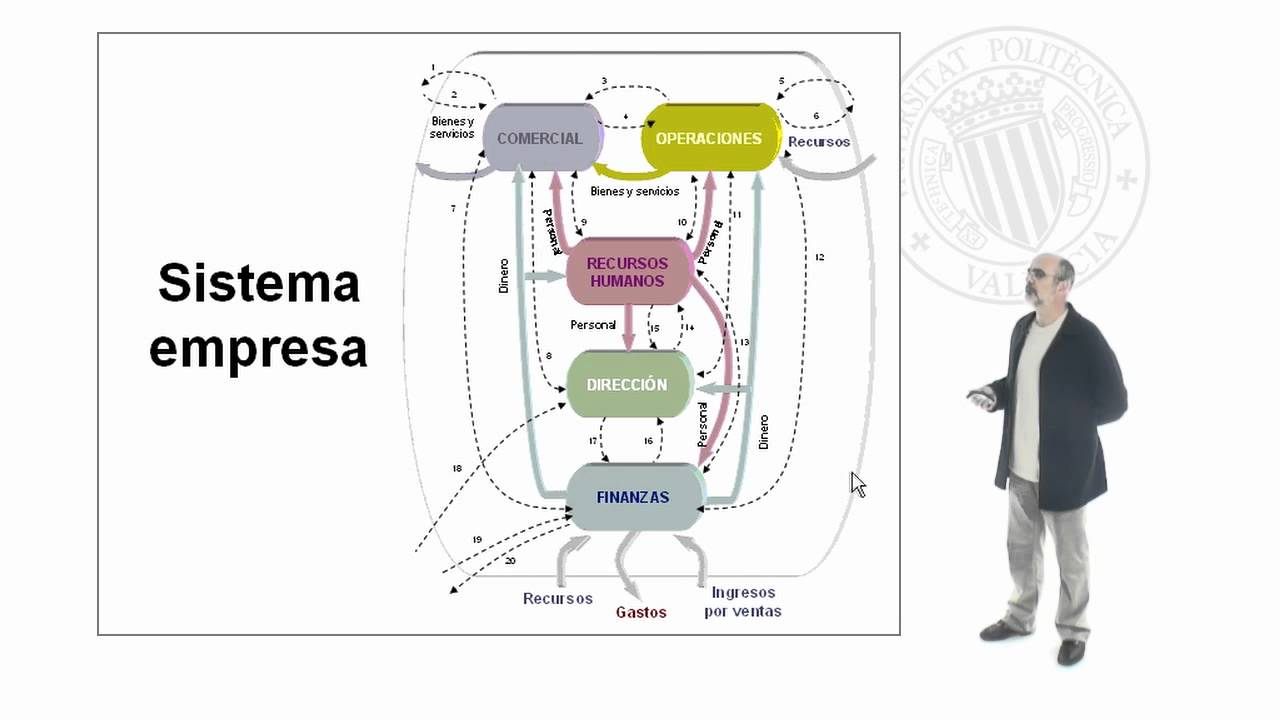 Sistema
empresa
1
2
Bienes y
servicios
3
4
5
6
Recursos
COMERCIAL
OPERACIONES
Bienes y servicios
7
Personal
9
10
Personal
11
12
RECURSOS
HUMANOS
Dinero
Personal
15
14
13
8
DIRECCIÓN
Personal
Dinero
17
16
18
FINANZAS
19
20
Recursos
Gastos
Ingresos
por ventas
POLITÈCNICA